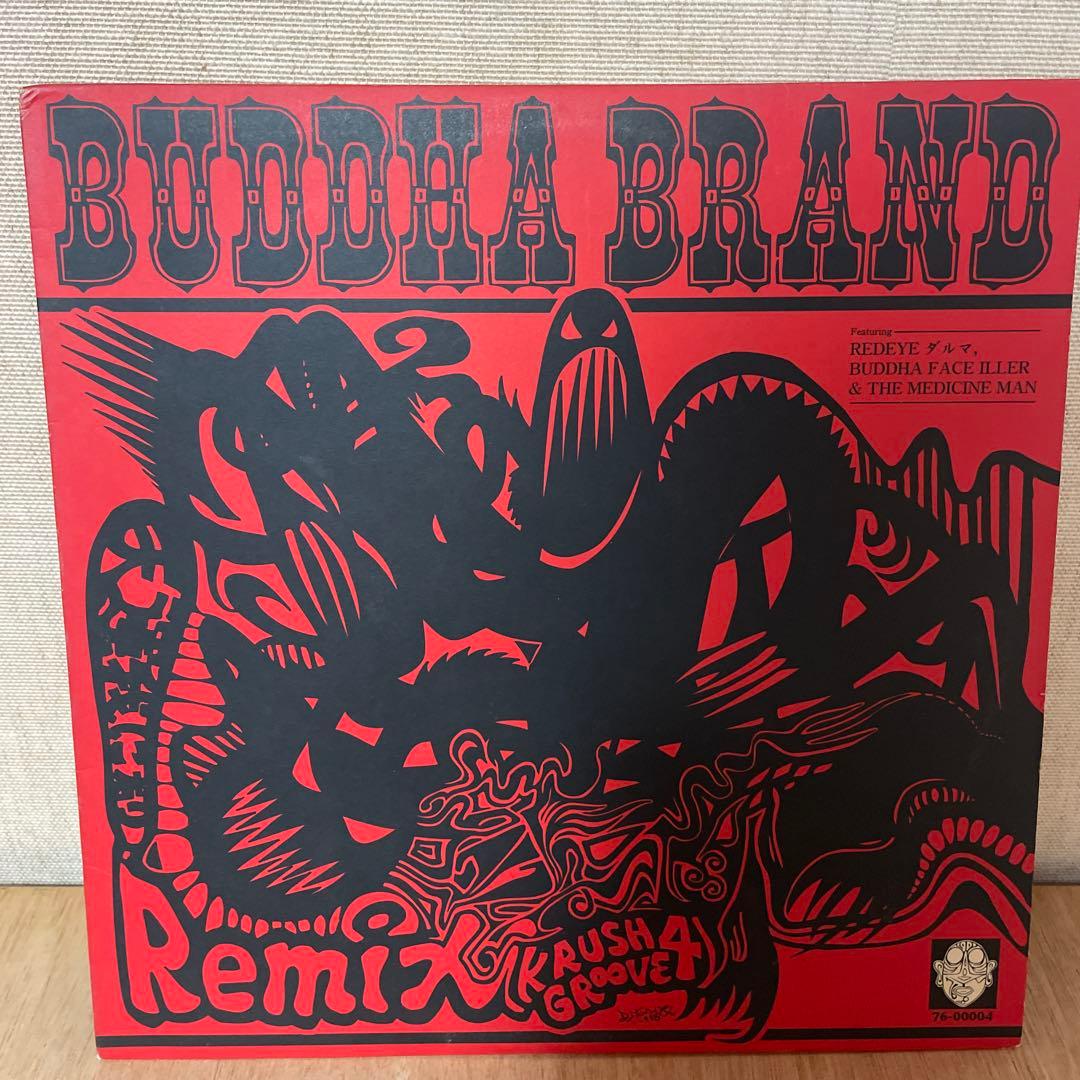 BUDDHA BRAND
Featuring
REDEYE ダルマ,
BUDDHA FACE ILLER
& THE MEDICINE MAN
Remix
(KRUSH
GROOVE 4)
76-00004